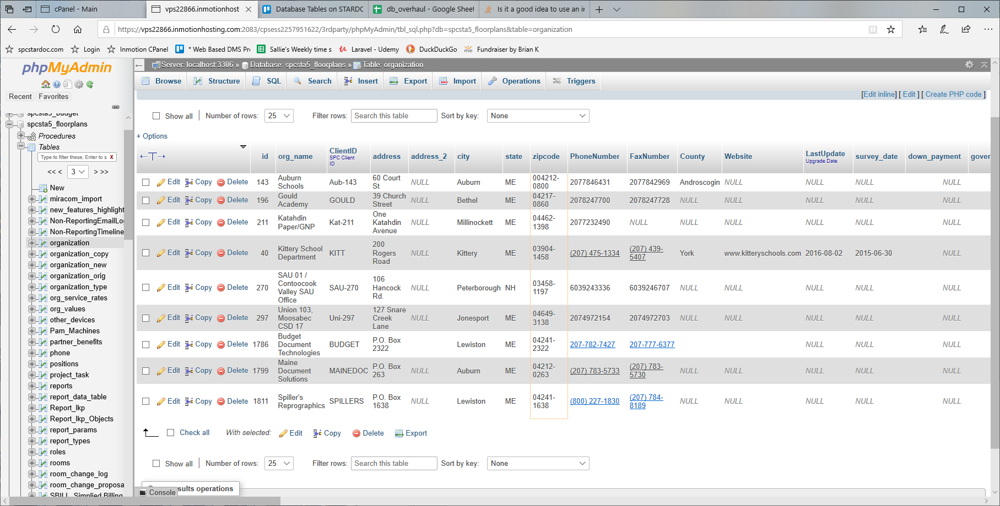 cPanel - Main
vps22866.inmotionhost
Database Tables on STARDO
db_overhaul - Google Sheet
Is it a good idea to use an in
https://vps22866.inmotionhosting.com:2083/cpsess2257951622/3rdparty/phpMyAdmin/tbl_sql.php?db=spcsta5_floorplans&table=organization
spcstardoc.com
Login
Inmotion CPanel
* Web Based DMS Pro
Sallie's Weekly time s
Laravel - Udemy
DuckDuckGo
Fundraiser by Brian K
phpMyAdmin
Recent
Favorites
spcsta5_budget
spcsta5_floorplans
Procedures
Tables
Type to filter these, Enter to s X
<< < 3 > >>
New
miracom_import
new_features_highlight
Non-ReportingEmailLog
Non-ReportingTimeline
organization
organization_copy
organization_new
organization_orig
organization_type
org_service_rates
org_values
other_devices
Pam_Machines
partner_benefits
phone
positions
project_task
reports
report_data_table
Report_lkp
Report_lkp_Objects
report_params
report_types
roles
rooms
room_change_log
room_change_proposa
SBILL_Simplied Billing
Server: localhost:3306 » Database: spcsta5_floorplans » Table: organization
Browse Structure SQL Search Insert Export Import Operations Triggers
[Edit inline] [ Edit ] [ Create PHP code ]
Show all | Number of rows: 25 Filter rows: Search this table Sort by key: None
+ Options
←T→ id org_name ClientID SPC Client ID address address_2 city state zipcode PhoneNumber FaxNumber County Website LastUpdate Upgrade Date survey_date down_payment gover
Edit Copy Delete 143 Auburn Schools Aub-143 60 Court St NULL Auburn ME 004212-0800 2077846431 2077842969 Androscogin NULL NULL NULL NULL
Edit Copy Delete 196 Gould Academy GOULD 39 Church Street NULL Bethel ME 04217-0860 2078247700 2078247728 NULL NULL NULL NULL NULL
Edit Copy Delete 211 Katahdin Paper/GNP Kat-211 One Katahdin Avenue NULL Millinockett ME 04462-1398 2077232490 NULL NULL NULL NULL NULL NULL
Edit Copy Delete 40 Kittery School Department KITT 200 Rogers Road NULL Kittery ME 03904-1458 (207) 475-1334 (207) 439-5407 York www.kitteryschools.com 2016-08-02 2015-06-30 NULL
Edit Copy Delete 270 SAU 01 / Contoocook Valley SAU Office SAU-270 106 Hancock Rd. NULL Peterborough NH 03458-1197 6039243336 6039246707 NULL NULL NULL NULL NULL
Edit Copy Delete 297 Union 103, Moosabec CSD 17 Uni-297 127 Snare Creek Lane NULL Jonesport ME 04649-3138 2074972154 2074972703 NULL NULL NULL NULL NULL
Edit Copy Delete 1786 Budget Document Technologies BUDGET P.O. Box 2322 Lewiston ME 04241-2322 207-782-7427 207-777-6377 NULL NULL NULL
Edit Copy Delete 1799 Maine Document Solutions MAINEDOC P.O. Box 263 NULL Auburn ME 04212-0263 (207) 783-5733 (207) 783-5730 NULL NULL NULL NULL NULL
Edit Copy Delete 1811 Spiller's Reprographics SPILLERS P.O. Box 1638 NULL Lewiston ME 04241-1638 (800) 227-1830 (207) 784-8189 NULL NULL NULL NULL NULL
Check all With selected: Edit Copy Delete Export
Show all | Number of rows: 25 Filter rows: Search this table Sort by key: None
sults operations
Console